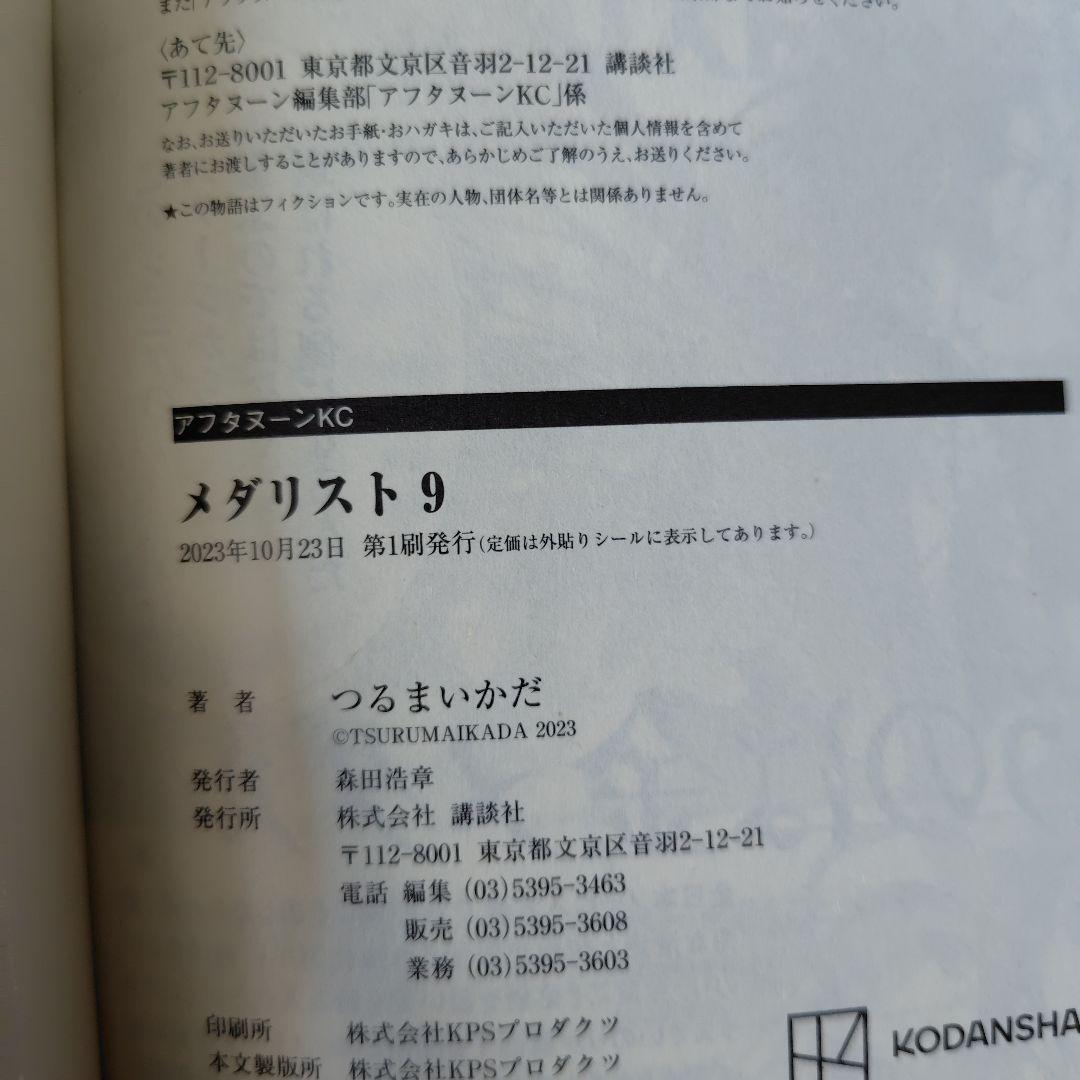 〈あて先〉
〒112-8001 東京都文京区音羽2-12-21 講談社
アフタヌーン編集部「アフタヌーンKC」係
なお、お送りいただいたお手紙・おハガキは、ご記入いただいた個人情報を含めて
著者にお渡しすることがありますので、あらかじめご了解のうえ、お送りください。
★この物語はフィクションです。実在の人物、団体名等とは関係ありません。
アフタヌーンKC
メダリスト 9
2023年10月23日 第1刷発行(定価は外貼りシールに表示してあります。)
著 者 つるまいかだ
©TSURUMAIKADA 2023
発行者 森田浩章
発行所 株式会社 講談社
〒112-8001 東京都文京区音羽2-12-21
電話 編集 (03)5395-3463
販売 (03)5395-3608
業務 (03)5395-3603
印刷所 株式会社KPSプロダクツ
本文製版所 株式会社KPSプロダクツ
KODANSHA